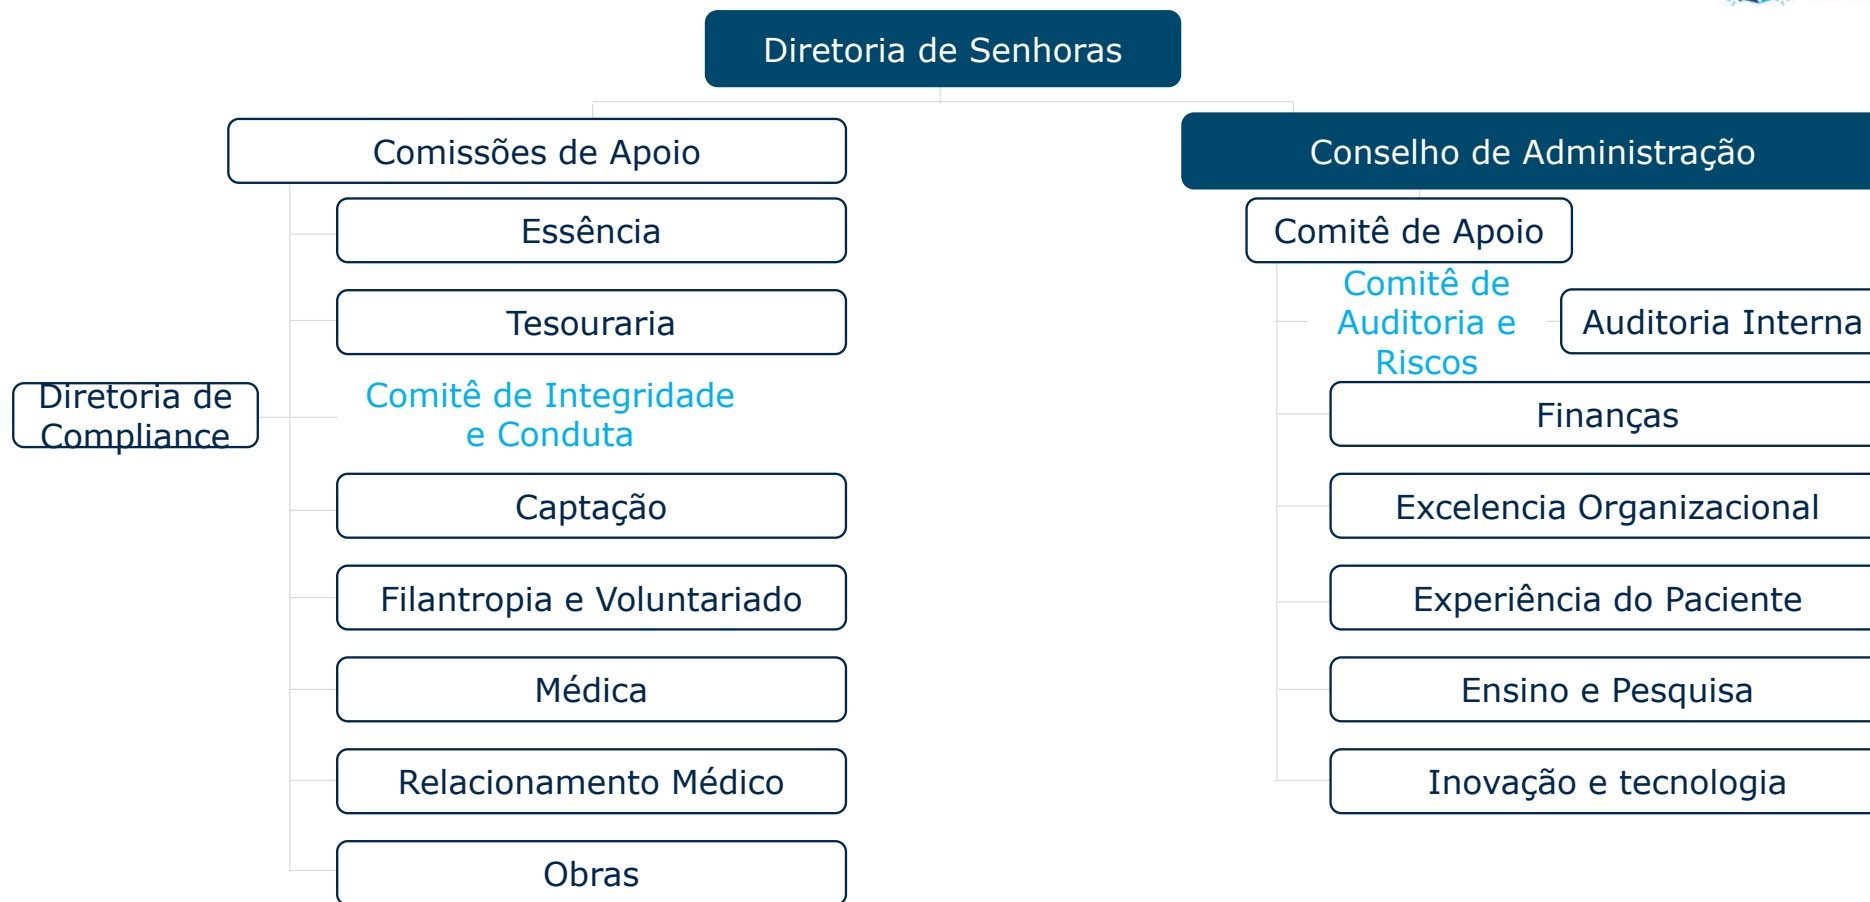 Diretoria de Senhoras
Comissões de Apoio
Essência
Tesouraria
Comitê de Integridade
e Conduta
Diretoria de
Compliance
Captação
Filantropia e Voluntariado
Médica
Relacionamento Médico
Obras
Conselho de Administração
Comitê de Apoio
Comitê de
Auditoria e
Riscos
Auditoria Interna
Finanças
Excelencia Organizacional
Experiência do Paciente
Ensino e Pesquisa
Inovação e tecnologia